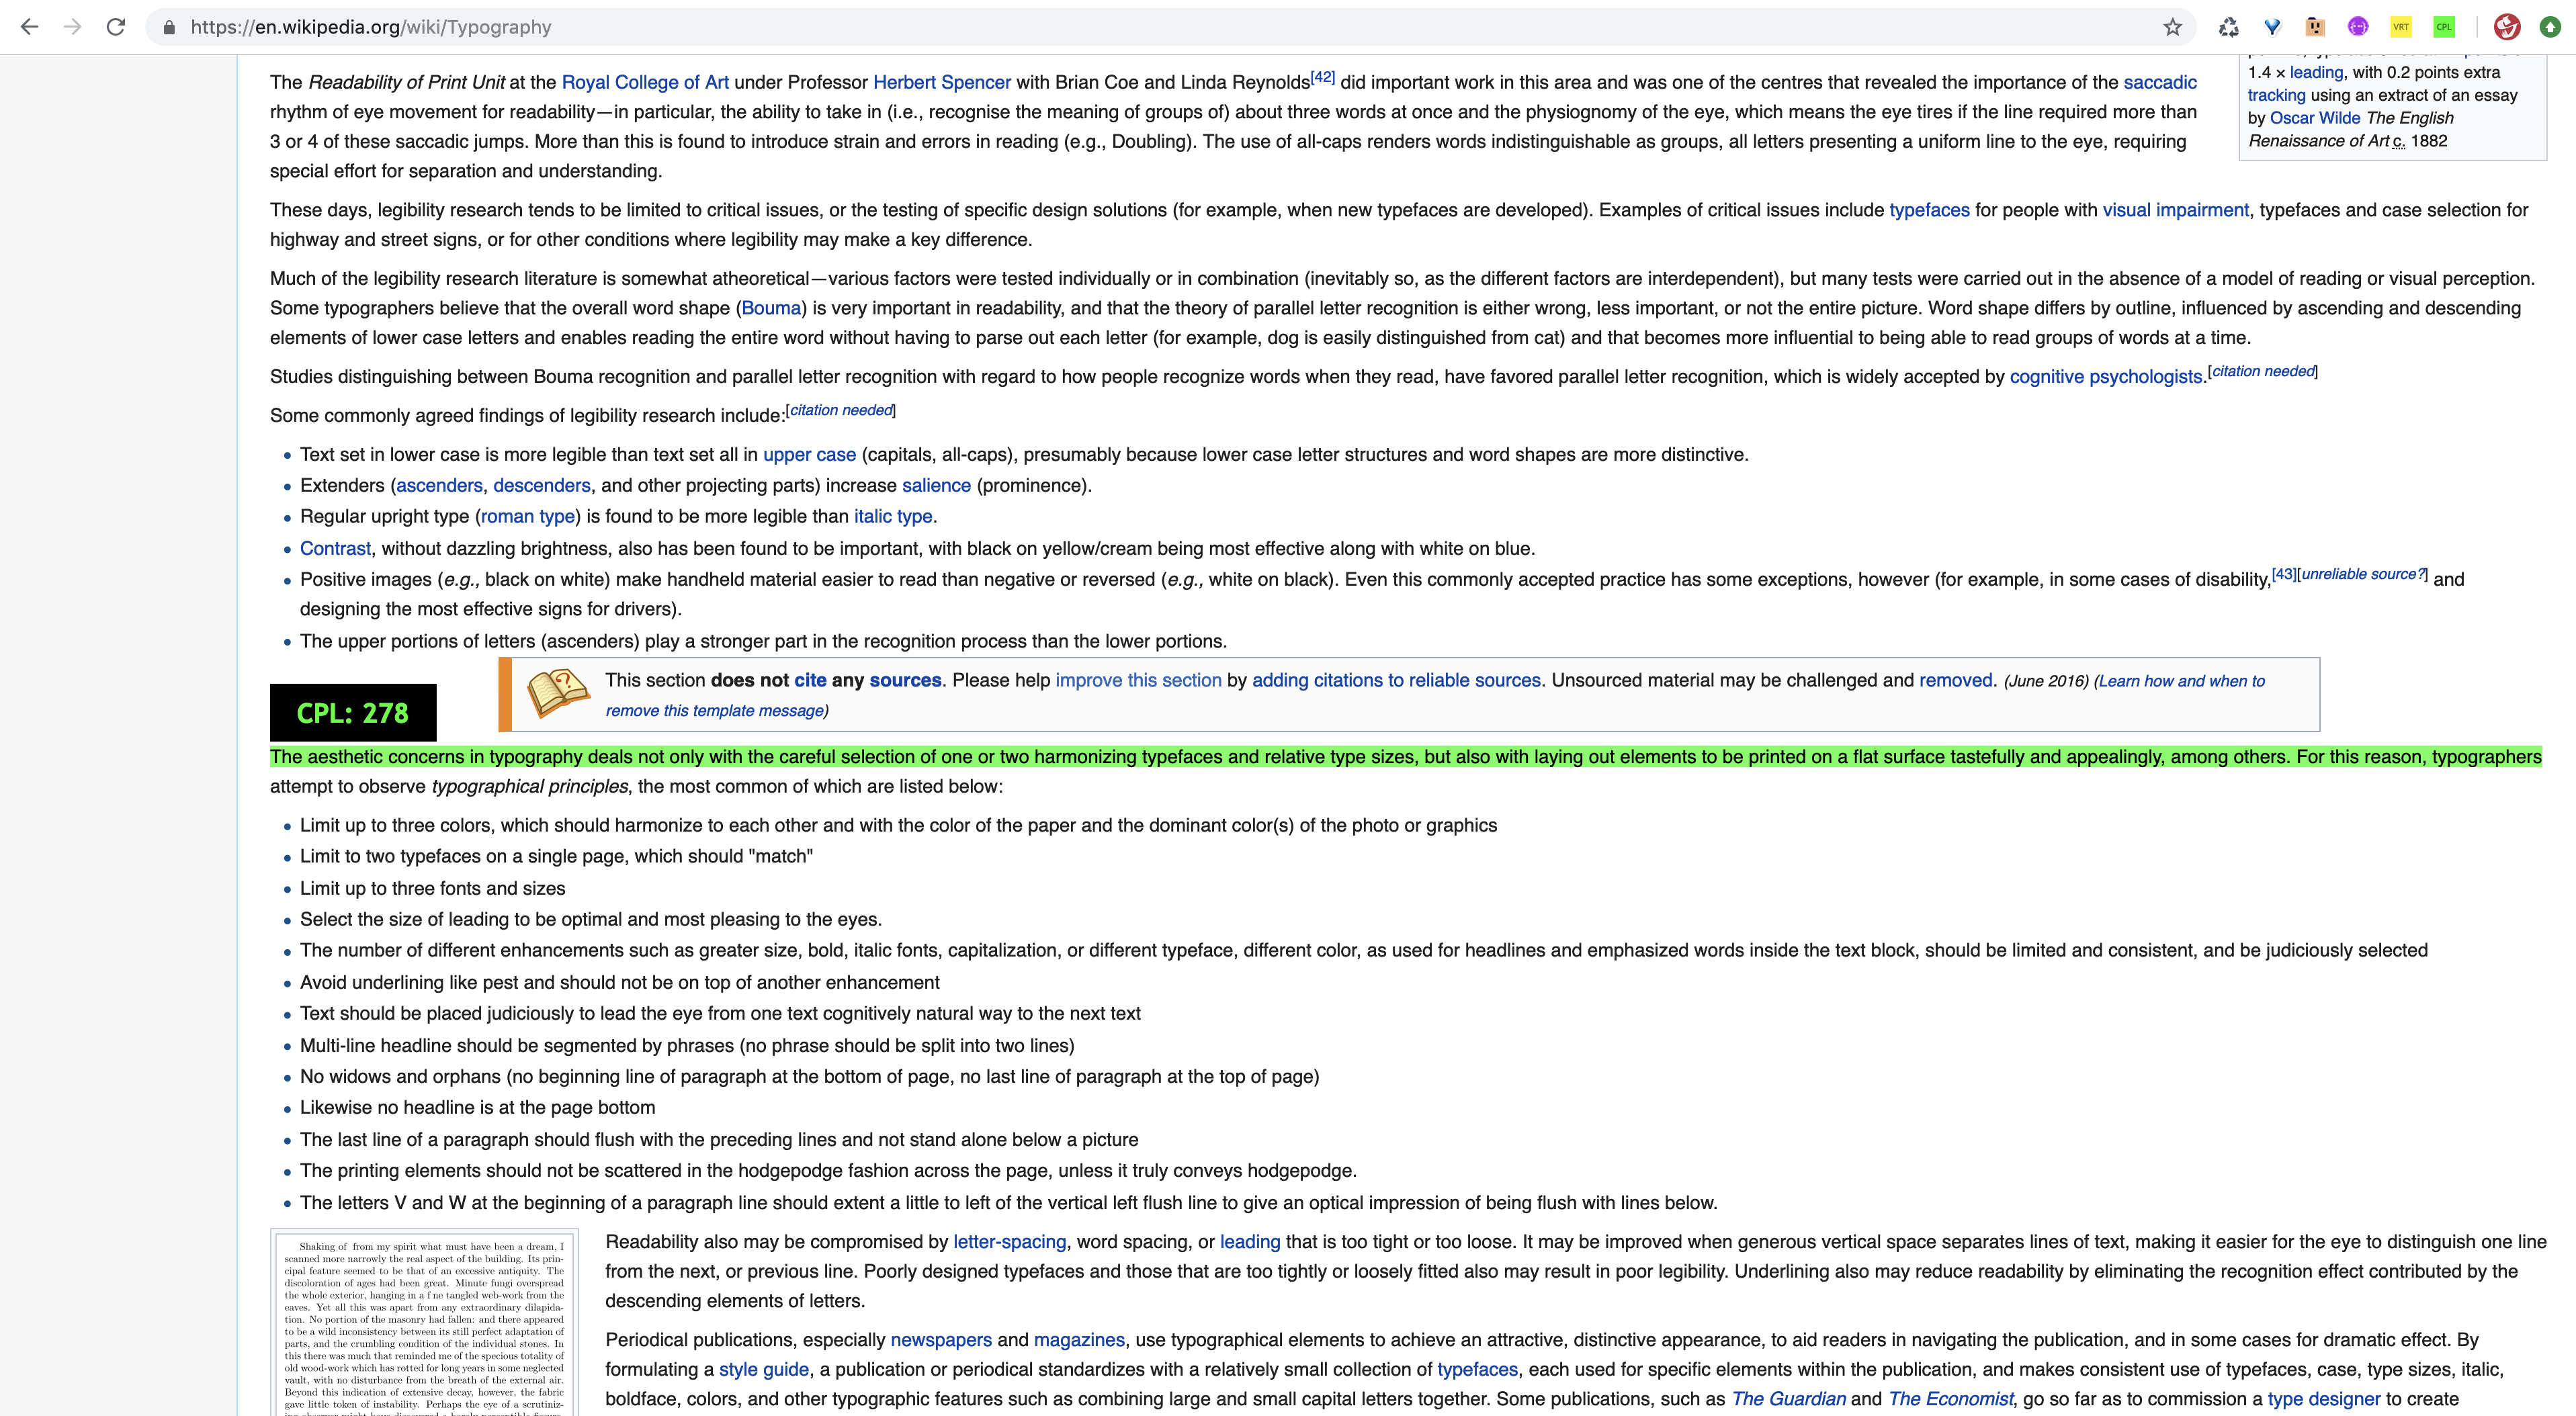 https://en.wikipedia.org/wiki/Typography
VRT
CPL
1.4 × leading, with 0.2 points extra
tracking using an extract of an essay
by Oscar Wilde The English
Renaissance of Art c. 1882
The Readability of Print Unit at the Royal College of Art under Professor Herbert Spencer with Brian Coe and Linda Reynolds[42] did important work in this area and was one of the centres that revealed the importance of the saccadic
rhythm of eye movement for readability—in particular, the ability to take in (i.e., recognise the meaning of groups of) about three words at once and the physiognomy of the eye, which means the eye tires if the line required more than
3 or 4 of these saccadic jumps. More than this is found to introduce strain and errors in reading (e.g., Doubling). The use of all-caps renders words indistinguishable as groups, all letters presenting a uniform line to the eye, requiring
special effort for separation and understanding.
These days, legibility research tends to be limited to critical issues, or the testing of specific design solutions (for example, when new typefaces are developed). Examples of critical issues include typefaces for people with visual impairment, typefaces and case selection for
highway and street signs, or for other conditions where legibility may make a key difference.
Much of the legibility research literature is somewhat atheoretical—various factors were tested individually or in combination (inevitably so, as the different factors are interdependent), but many tests were carried out in the absence of a model of reading or visual perception.
Some typographers believe that the overall word shape (Bouma) is very important in readability, and that the theory of parallel letter recognition is either wrong, less important, or not the entire picture. Word shape differs by outline, influenced by ascending and descending
elements of lower case letters and enables reading the entire word without having to parse out each letter (for example, dog is easily distinguished from cat) and that becomes more influential to being able to read groups of words at a time.
Studies distinguishing between Bouma recognition and parallel letter recognition with regard to how people recognize words when they read, have favored parallel letter recognition, which is widely accepted by cognitive psychologists.[citation needed]
Some commonly agreed findings of legibility research include:[citation needed]
• Text set in lower case is more legible than text set all in upper case (capitals, all-caps), presumably because lower case letter structures and word shapes are more distinctive.
• Extenders (ascenders, descenders, and other projecting parts) increase salience (prominence).
• Regular upright type (roman type) is found to be more legible than italic type.
• Contrast, without dazzling brightness, also has been found to be important, with black on yellow/cream being most effective along with white on blue.
• Positive images (e.g., black on white) make handheld material easier to read than negative or reversed (e.g., white on black). Even this commonly accepted practice has some exceptions, however (for example, in some cases of disability,[43][unreliable source?] and
designing the most effective signs for drivers).
• The upper portions of letters (ascenders) play a stronger part in the recognition process than the lower portions.
This section does not cite any sources. Please help improve this section by adding citations to reliable sources. Unsourced material may be challenged and removed. (June 2016) (Learn how and when to
remove this template message)
CPL: 278
The aesthetic concerns in typography deals not only with the careful selection of one or two harmonizing typefaces and relative type sizes, but also with laying out elements to be printed on a flat surface tastefully and appealingly, among others. For this reason, typographers
attempt to observe typographical principles, the most common of which are listed below:
• Limit up to three colors, which should harmonize to each other and with the color of the paper and the dominant color(s) of the photo or graphics
• Limit to two typefaces on a single page, which should "match"
• Limit up to three fonts and sizes
• Select the size of leading to be optimal and most pleasing to the eyes.
• The number of different enhancements such as greater size, bold, italic fonts, capitalization, or different typeface, different color, as used for headlines and emphasized words inside the text block, should be limited and consistent, and be judiciously selected
• Avoid underlining like pest and should not be on top of another enhancement
• Text should be placed judiciously to lead the eye from one text cognitively natural way to the next text
• Multi-line headline should be segmented by phrases (no phrase should be split into two lines)
• No widows and orphans (no beginning line of paragraph at the bottom of page, no last line of paragraph at the top of page)
• Likewise no headline is at the page bottom
• The last line of a paragraph should flush with the preceding lines and not stand alone below a picture
• The printing elements should not be scattered in the hodgepodge fashion across the page, unless it truly conveys hodgepodge.
• The letters V and W at the beginning of a paragraph line should extent a little to left of the vertical left flush line to give an optical impression of being flush with lines below.
Shaking of from my spirit what must have been a dream, I
scanned more narrowly the real aspect of the building. Its prin-
cipal feature seemed to be that of an excessive antiquity. The
discoloration of ages had been great. Minute fungi overspread
the whole exterior, hanging in a f ne tangled web-work from the
eaves. Yet all this was apart from any extraordinary dilapida-
tion. No portion of the masonry had fallen: and there appeared
to be a wild inconsistency between its still perfect adaptation of
parts, and the crumbling condition of the individual stones. In
this there was much that reminded me of the specious totality of
old wood-work which has rotted for long years in some neglected
vault, with no disturbance from the breath of the external air.
Beyond this indication of extensive decay, however, the fabric
gave little token of instability. Perhaps the eye of a scrutiniz-
Readability also may be compromised by letter-spacing, word spacing, or leading that is too tight or too loose. It may be improved when generous vertical space separates lines of text, making it easier for the eye to distinguish one line
from the next, or previous line. Poorly designed typefaces and those that are too tightly or loosely fitted also may result in poor legibility. Underlining also may reduce readability by eliminating the recognition effect contributed by the
descending elements of letters.
Periodical publications, especially newspapers and magazines, use typographical elements to achieve an attractive, distinctive appearance, to aid readers in navigating the publication, and in some cases for dramatic effect. By
formulating a style guide, a publication or periodical standardizes with a relatively small collection of typefaces, each used for specific elements within the publication, and makes consistent use of typefaces, case, type sizes, italic,
boldface, colors, and other typographic features such as combining large and small capital letters together. Some publications, such as The Guardian and The Economist, go so far as to commission a type designer to create